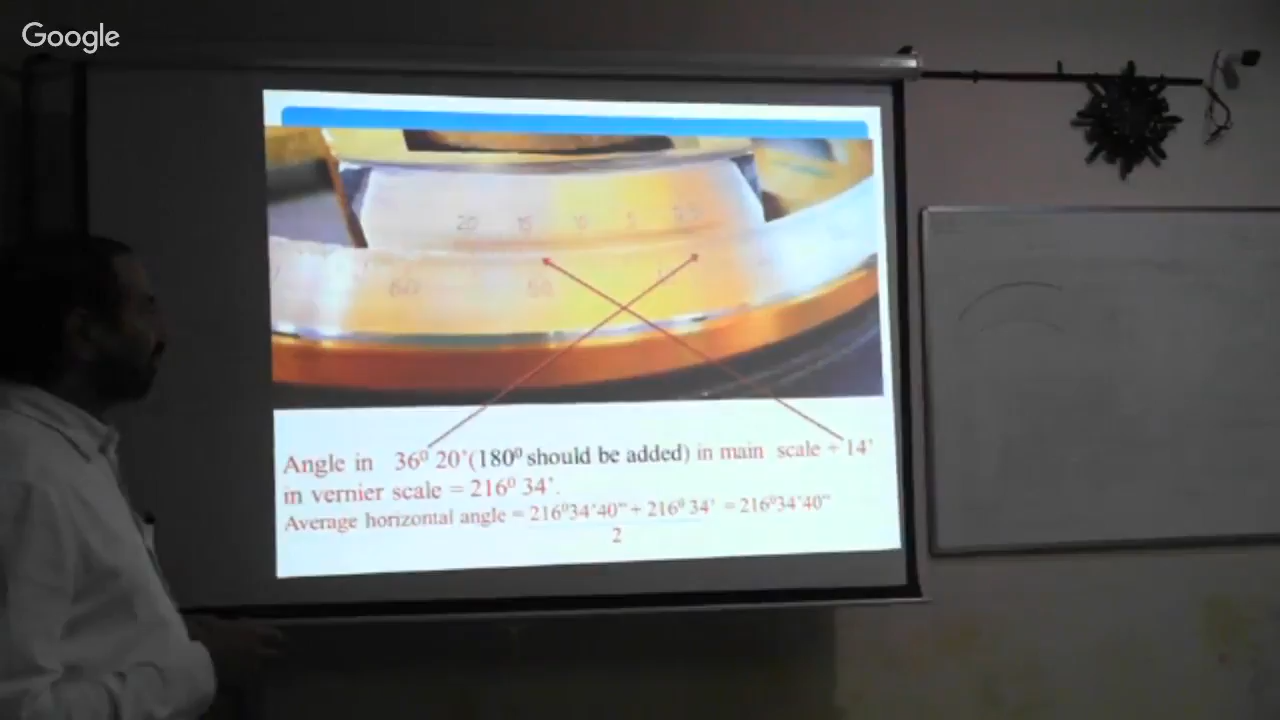 Google
20 15 10 5
60 50
Angle in 36⁰ 20'(180⁰ should be added) in main scale + 14'
in vernier scale = 216⁰ 34'.
Average horizontal angle = 216⁰34'40" + 216⁰ 34' = 216⁰34'40"
2